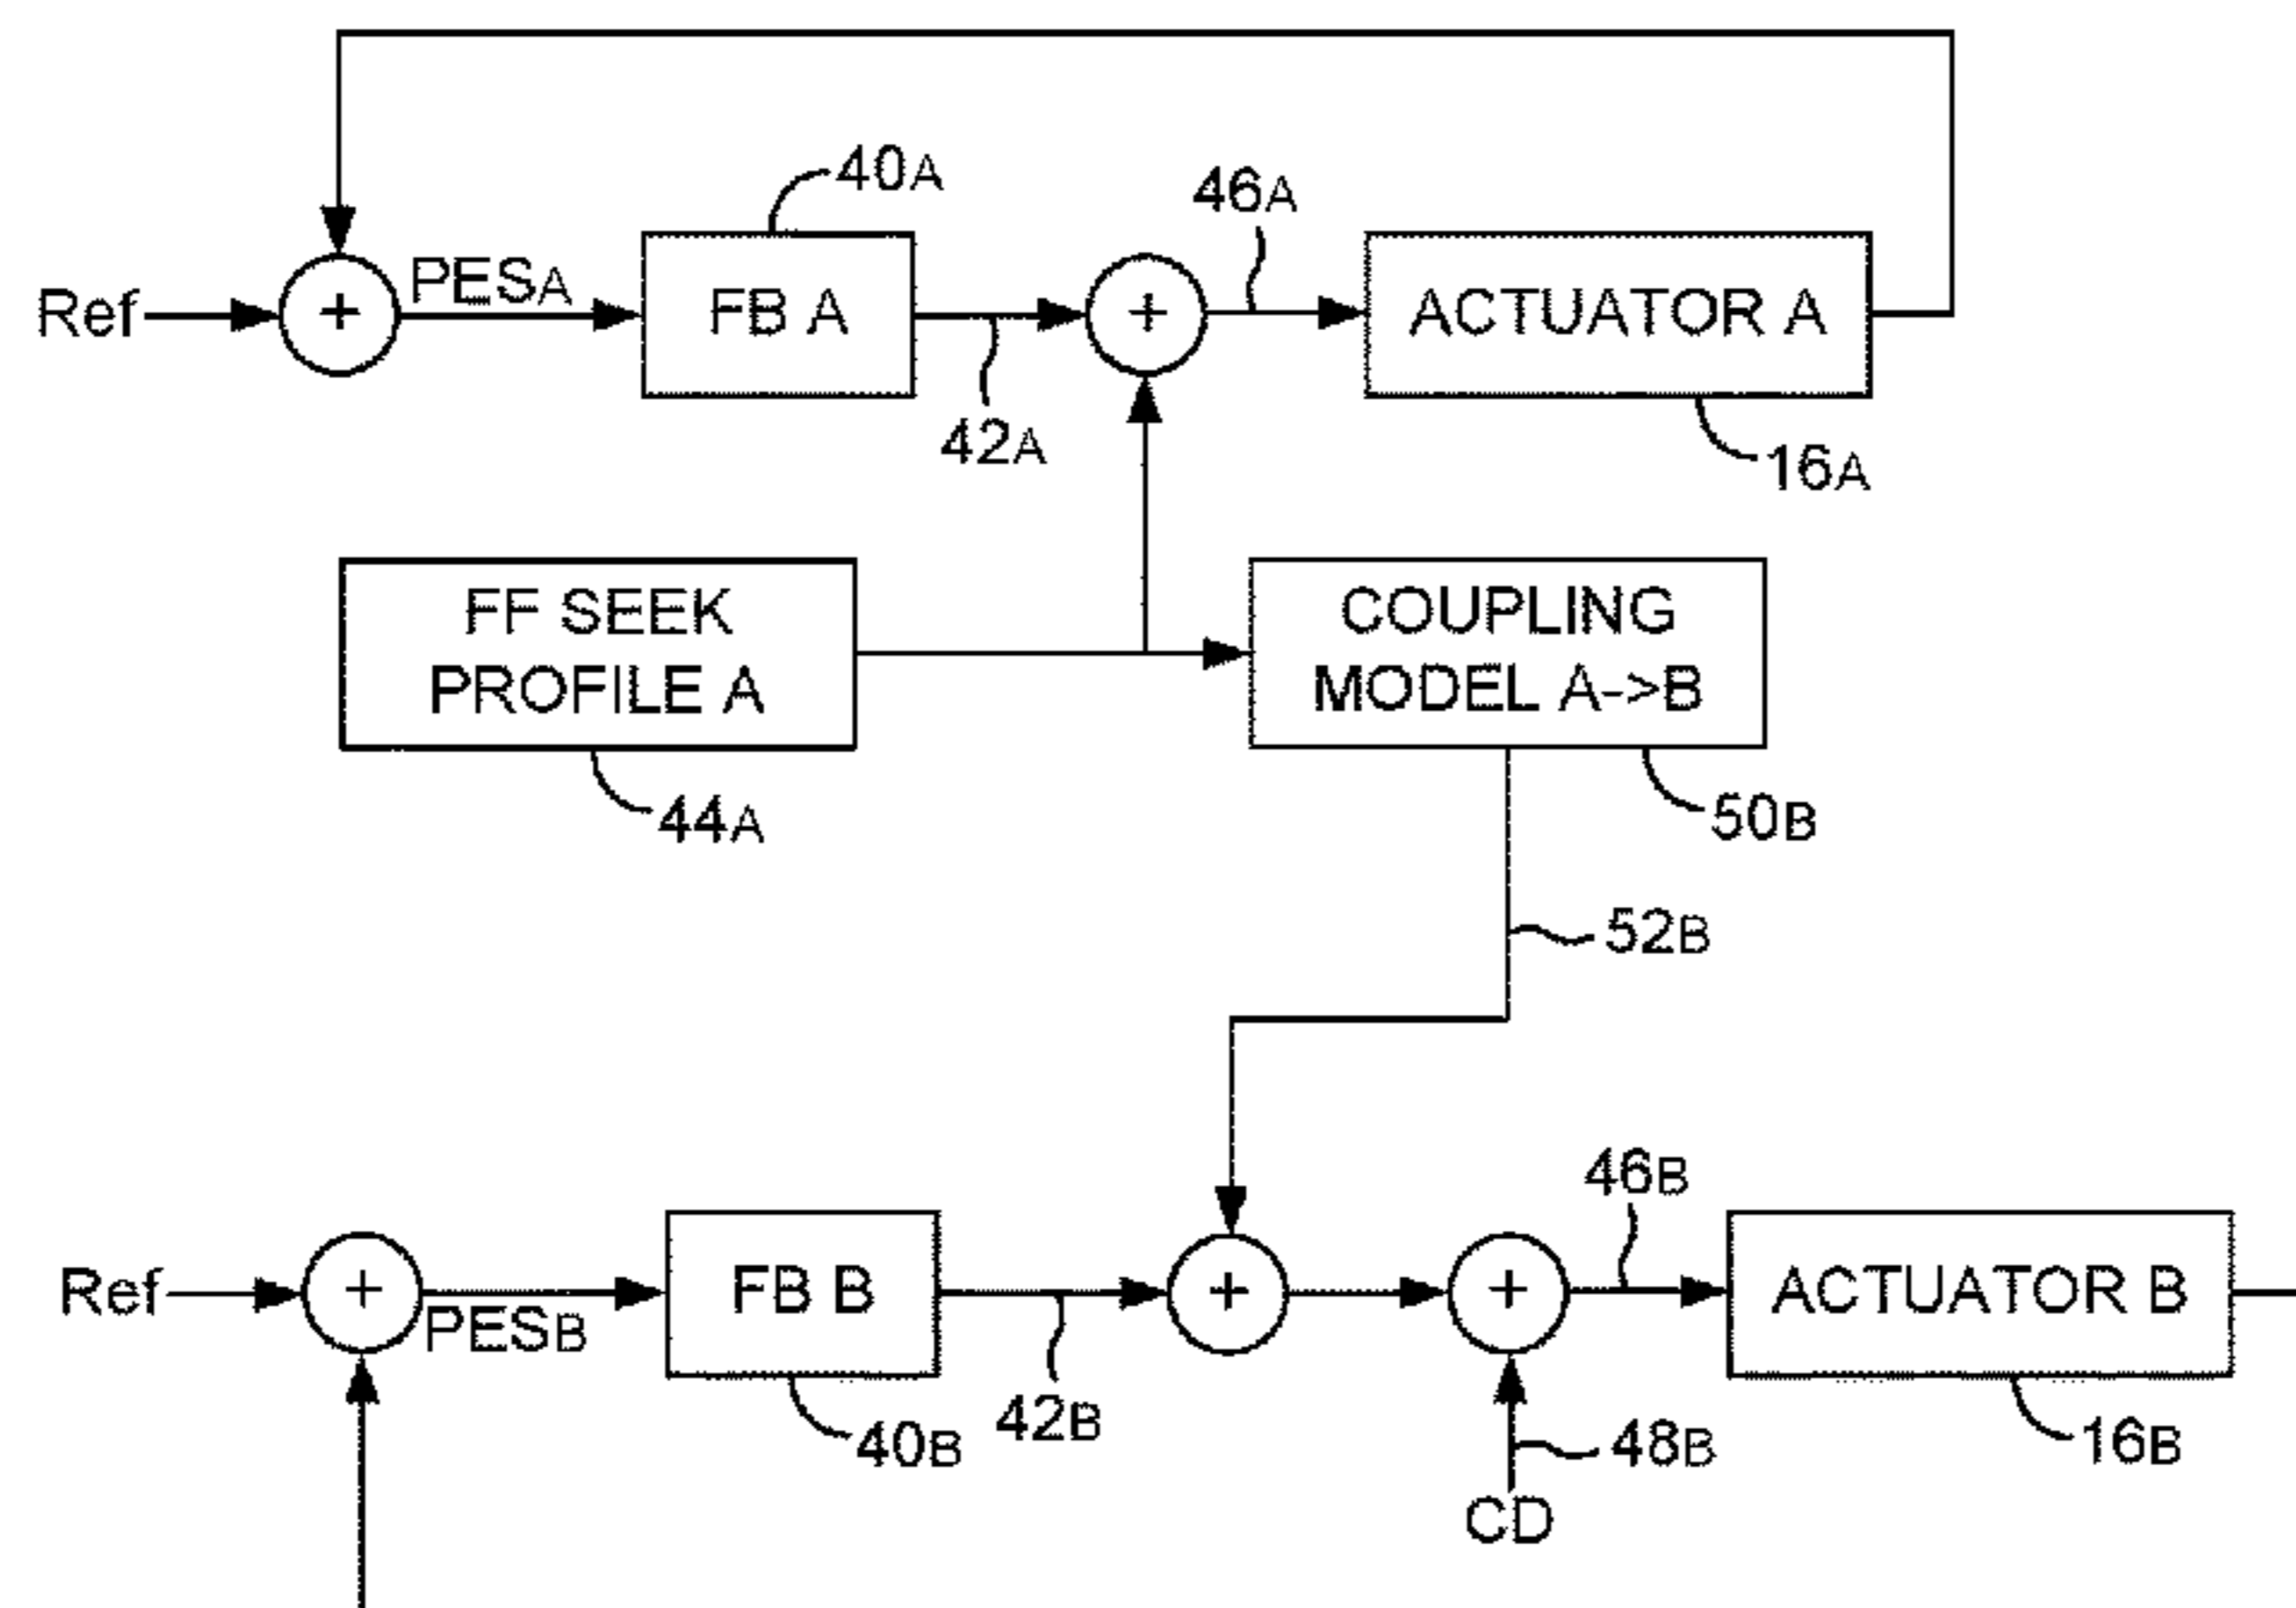 40A
46A
Ref
+
PESA
FB A
+
ACTUATOR A
42A
16A
FF SEEK
PROFILE A
COUPLING
MODEL A->B
44A
50B
52B
46B
Ref
+
PESB
FB B
+
+
ACTUATOR B
40B
42B
48B
16B
CD